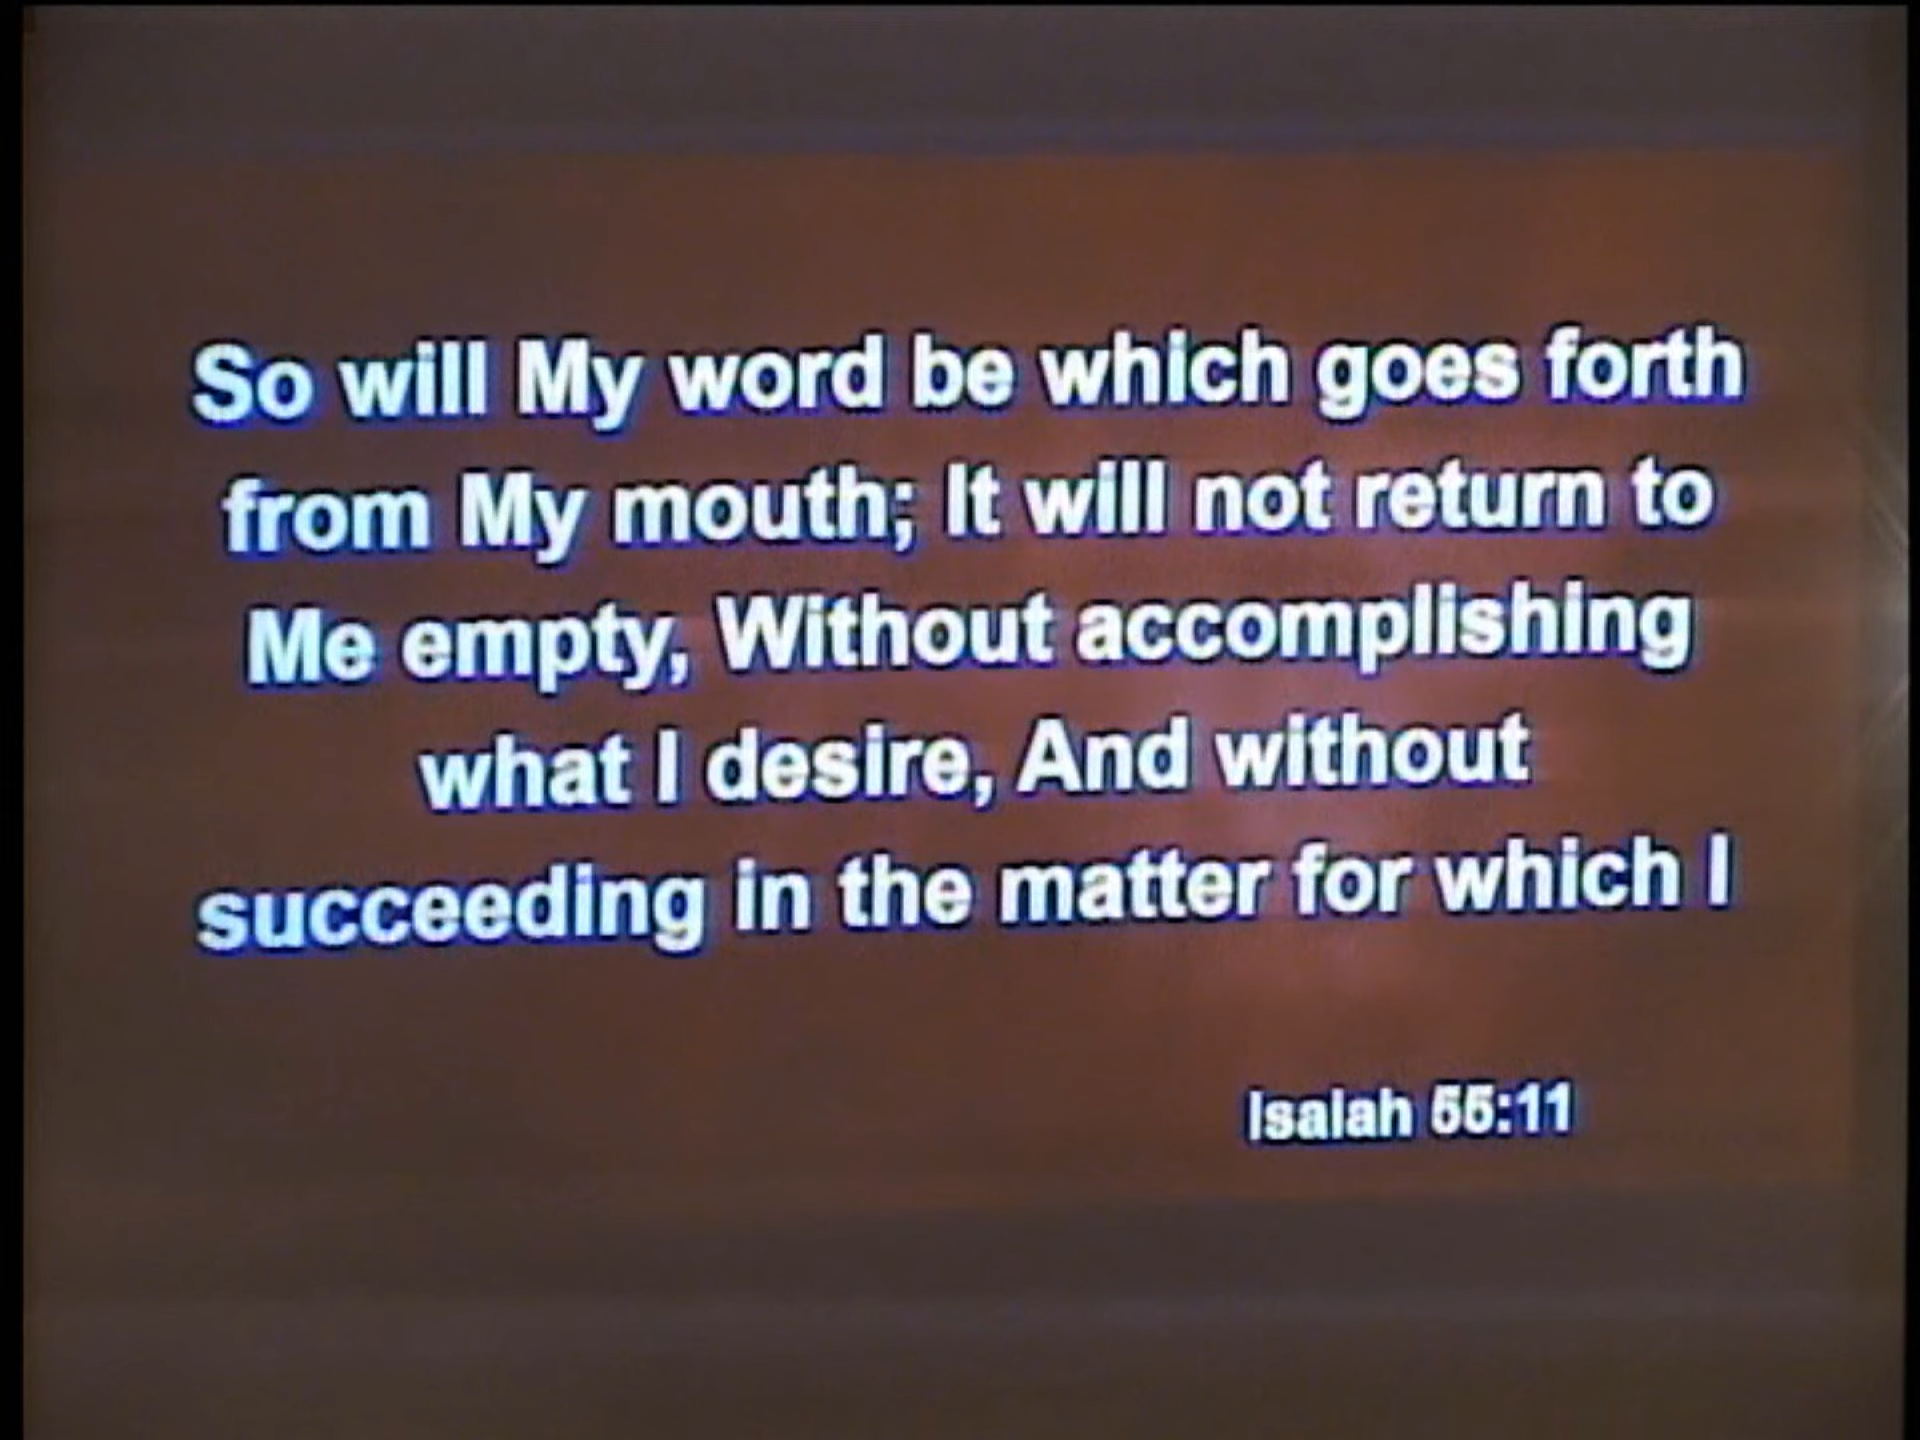 So will My word be which goes forth
from My mouth; It will not return to
Me empty, Without accomplishing
what I desire, And without
succeeding in the matter for which I
Isaiah 55:11